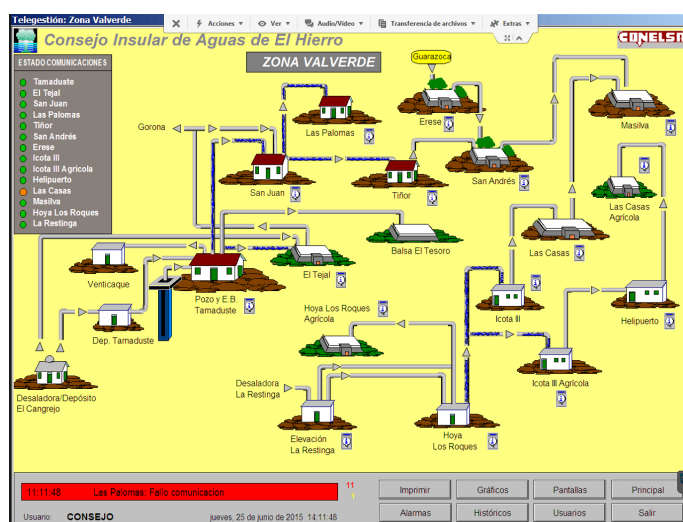 Telegestión: Zona Valverde
Acciones
Ver
Audio/Vídeo
Transferencia de archivos
Extras
Consejo Insular de Aguas de El Hierro
CONELSA
ZONA VALVERDE
ESTADO COMUNICACIONES
Tamaduste
El Tejal
San Juan
Las Palomas
Tiñor
San Andrés
Erese
Icota III
Icota III Agrícola
Helipuerto
Las Casas
Masilva
Hoya Los Roques
La Restinga
Guarazoca
Gorona
Las Palomas
Erese
Masilva
San Juan
Tiñor
San Andrés
Las Casas
Agrícola
Balsa El Tesoro
Las Casas
El Tejal
Venticaque
Pozo y E.B.
Tamaduste
Hoya Los Roques
Agrícola
Icota III
Helipuerto
Dep. Tamaduste
Desaladora/Depósito
El Cangrejo
Desaladora
La Restinga
Icota III Agrícola
Elevación
La Restinga
Hoya
Los Roques
11:11:48 Las Palomas: Fallo comunicacion
11
1
Imprimir
Gráficos
Pantallas
Principal
Usuario: CONSEJO
jueves, 25 de junio de 2015 14:11:48
Alarmas
Históricos
Usuarios
Salir